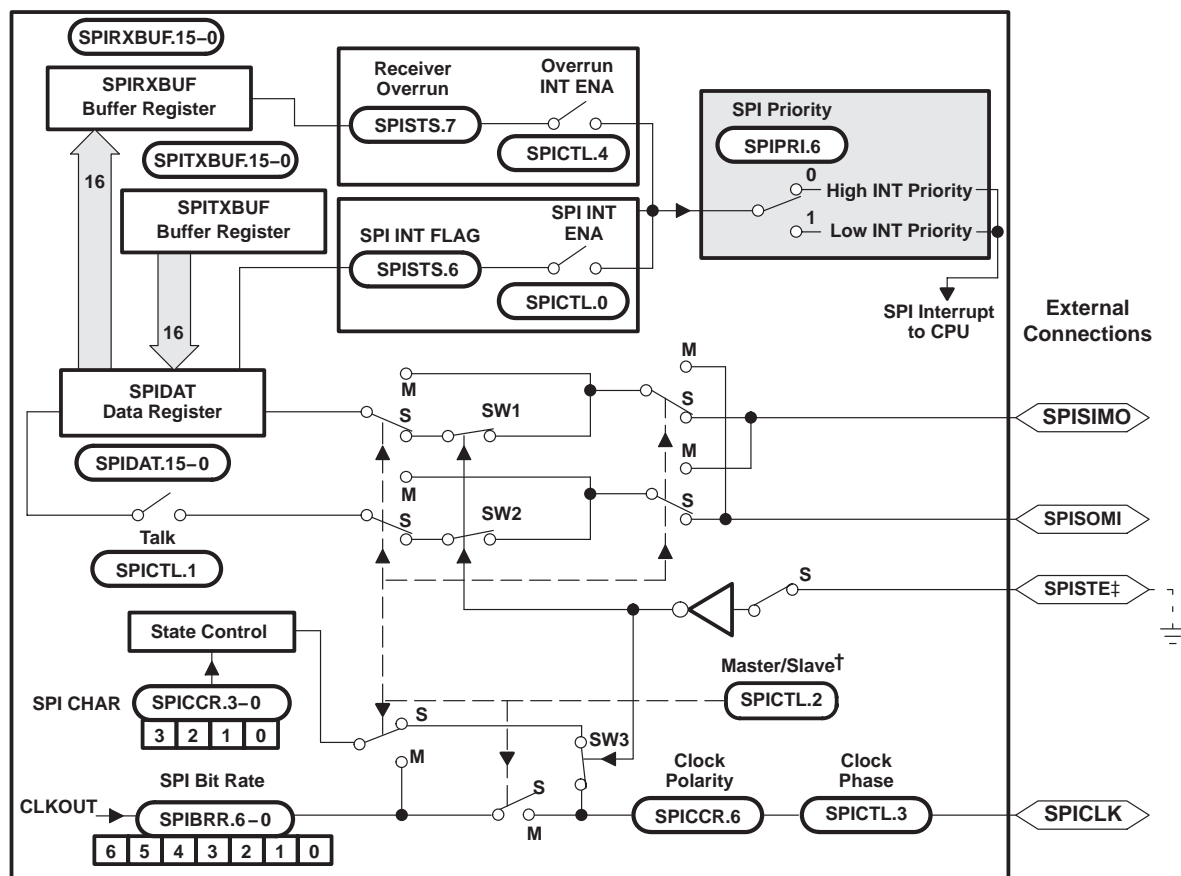 SPIRXBUF.15–0
SPIRXBUF
Buffer Register
SPITXBUF.15–0
16
SPITXBUF
Buffer Register
16
SPIDAT
Data Register
SPIDAT.15–0
Talk
SPICTL.1
Receiver
Overrun
SPISTS.7
Overrun
INT ENA
SPICTL.4
SPI INT FLAG
SPISTS.6
SPI INT
ENA
SPICTL.0
SPI Priority
SPIPRI.6
0
High INT Priority
1
Low INT Priority
SPI Interrupt
to CPU
External
Connections
M
S
SW1
M
S
SPISIMO
M
S
SW2
M
S
SPISOMI
S
SPISTE‡
State Control
SPI CHAR
SPICCR.3–0
3 2 1 0
Master/Slave†
SPICTL.2
S
M
SW3
SPI Bit Rate
CLKOUT
SPIBRR.6–0
6 5 4 3 2 1 0
S
M
Clock
Polarity
SPICCR.6
Clock
Phase
SPICTL.3
SPICLK